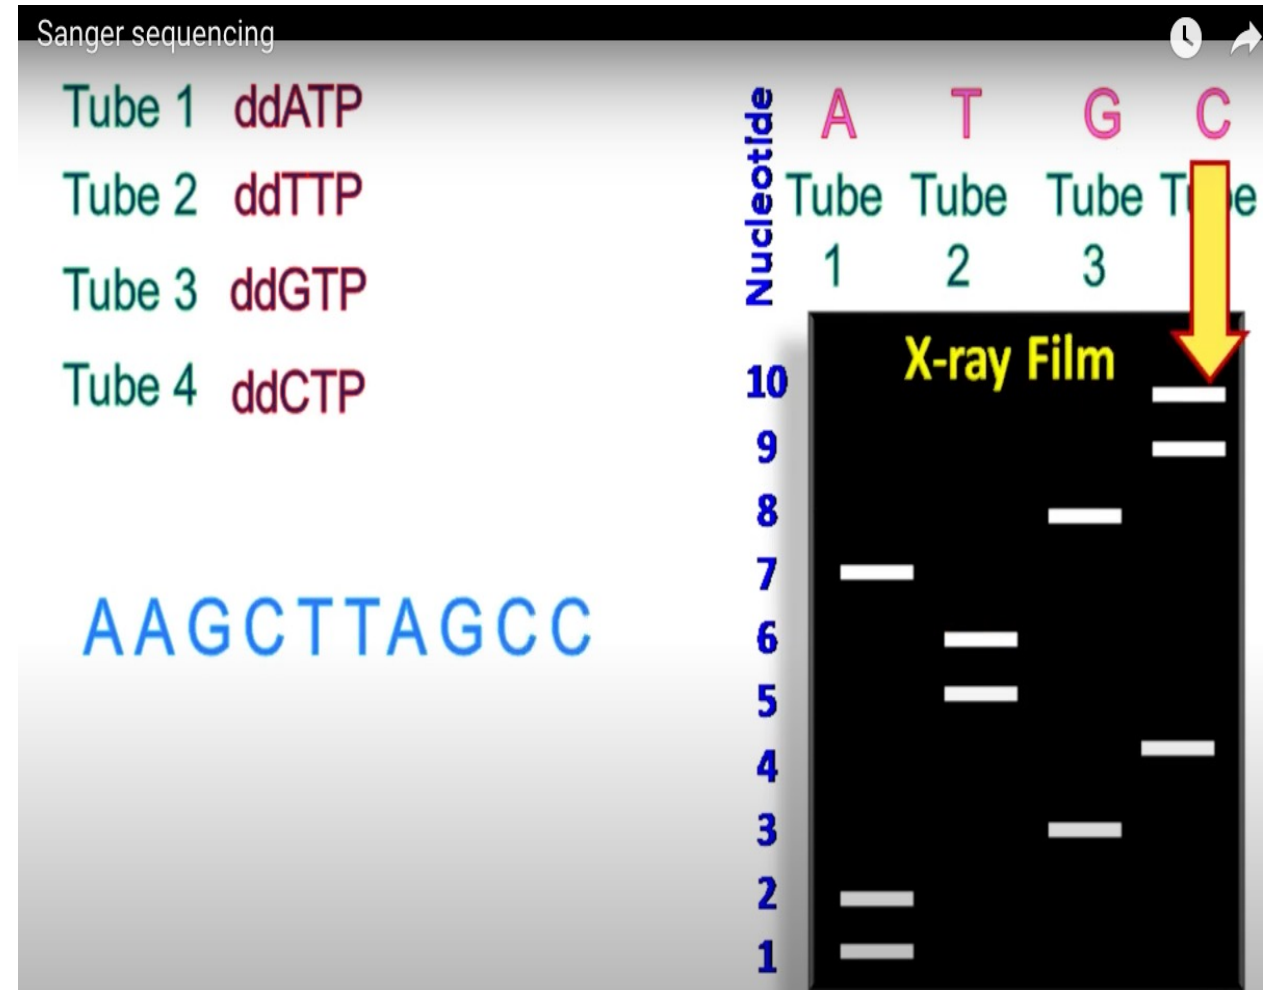 Sanger sequencing
Tube 1 ddATP
Tube 2 ddTTP
Tube 3 ddGTP
Tube 4 ddCTP
AAGCTTAGCC
Nucleotide
A T G C
Tube Tube Tube
1 2 3
X-ray Film
10
9
8
7
6
5
4
3
2
1